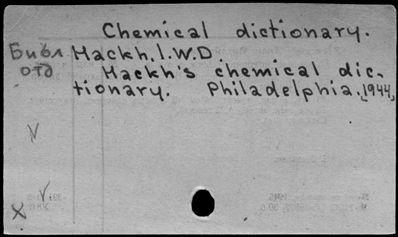 Chemical dictionary.
Библ Hackh, I.W.D.
отд Hackh's chemical dic-
tionary. Philadelphia, 1944,